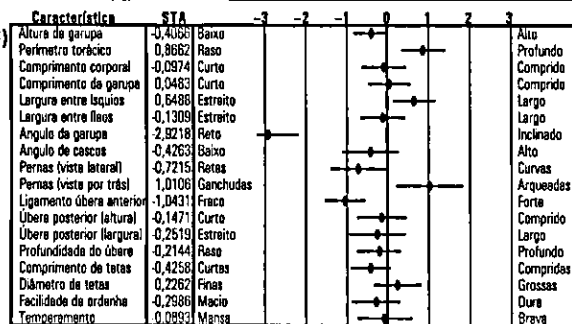 Característica STA -3 -2 -1 0 1 2 3
Altura de garupa -0,4066 Baixo Alto
Perímetro torácico 0,8662 Raso Profundo
Comprimento corporal -0,0974 Curto Comprido
Comprimento da garupa 0,0483 Curto Comprido
Largura entre ísquios 0,6486 Estreito Largo
Largura entre íleos -0,1309 Estreito Largo
Ângulo da garupa -2,9218 Reto Inclinado
Ângulo de cascos -0,4263 Baixo Alto
Pernas (vista lateral) -0,7215 Retas Curvas
Pernas (vista por trás) 1,0106 Ganchudas Arqueadas
Ligamento úbere anterior -1,0431 Fraco Forte
Úbere posterior (altura) -0,1471 Curto Comprido
Úbere posterior (largura) -0,2519 Estreito Largo
Profundidade do úbere -0,2144 Raso Profundo
Comprimento de tetas -0,4258 Curtas Compridas
Diâmetro de tetas 0,2262 Finas Grossas
Facilidade de ordenha -0,2986 Macio Dura
Temperamento -0,0893 Mansa Brava